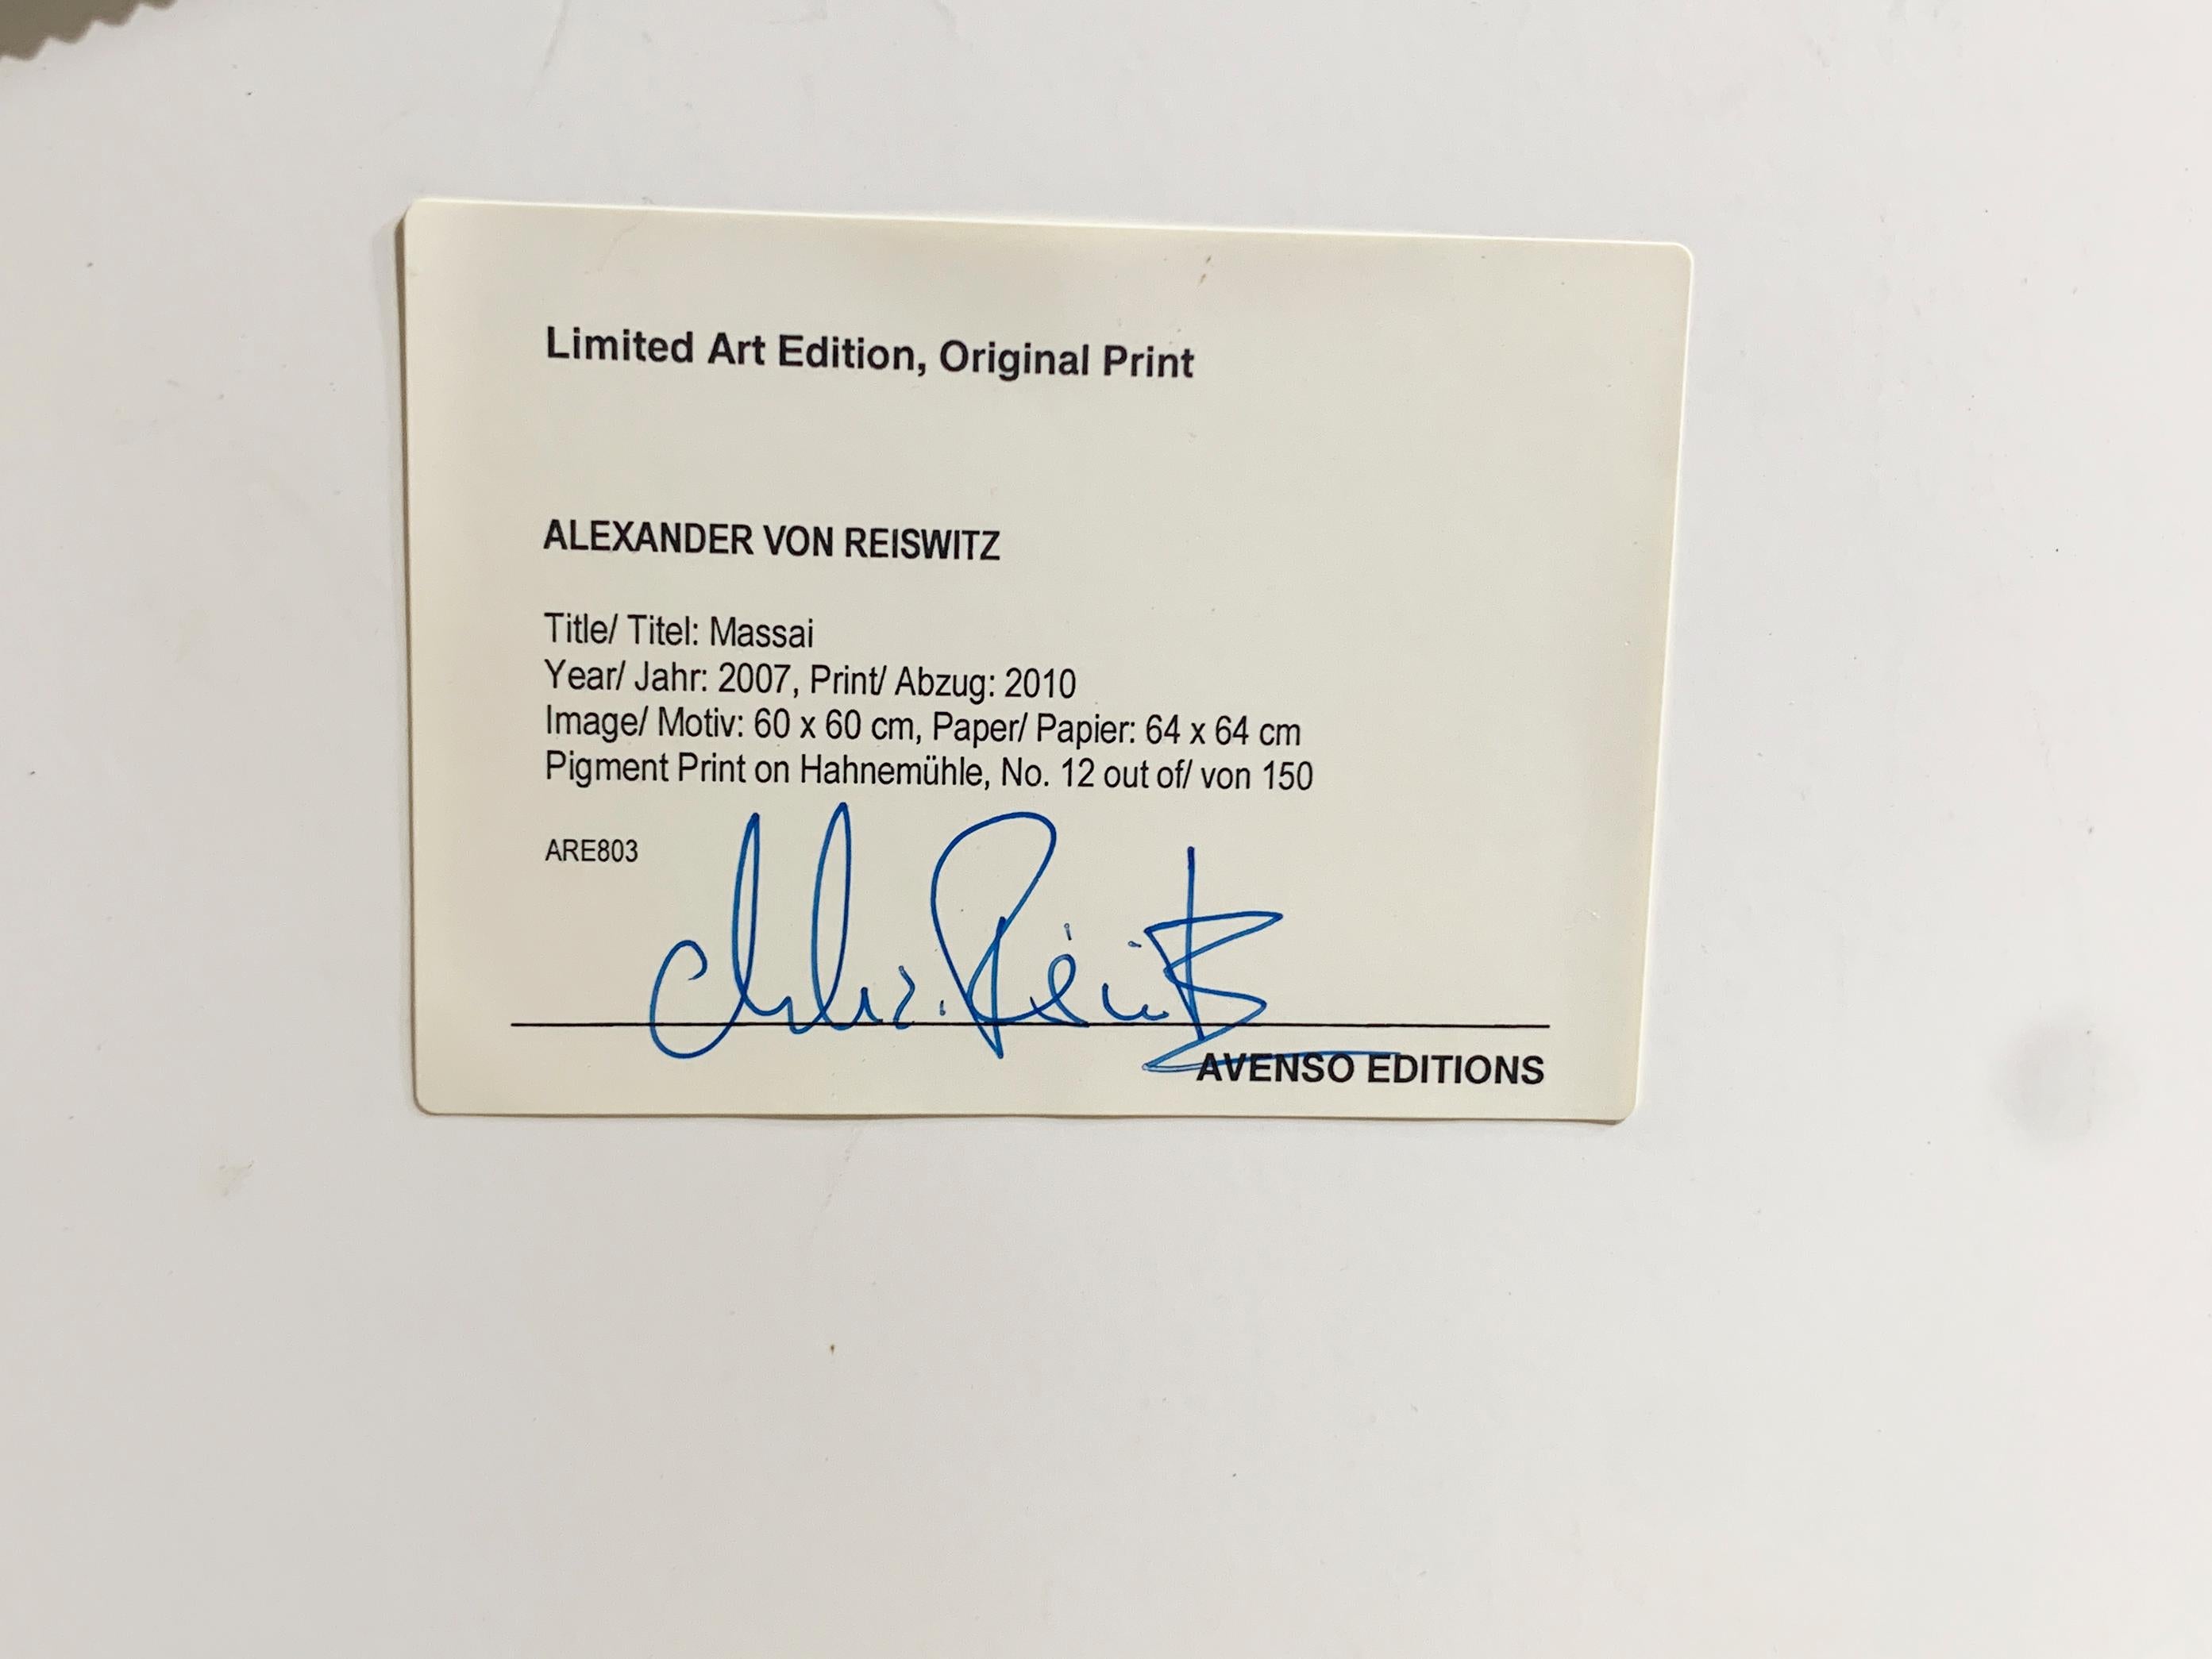 Limited Art Edition, Original Print
ALEXANDER VON REISWITZ
Title/ Titel: Massai
Year/ Jahr: 2007, Print/ Abzug: 2010
Image/ Motiv: 60 x 60 cm, Paper/ Papier: 64 x 64 cm
Pigment Print on Hahnemühle, No. 12 out of/ von 150
ARE803
AVENSO EDITIONS